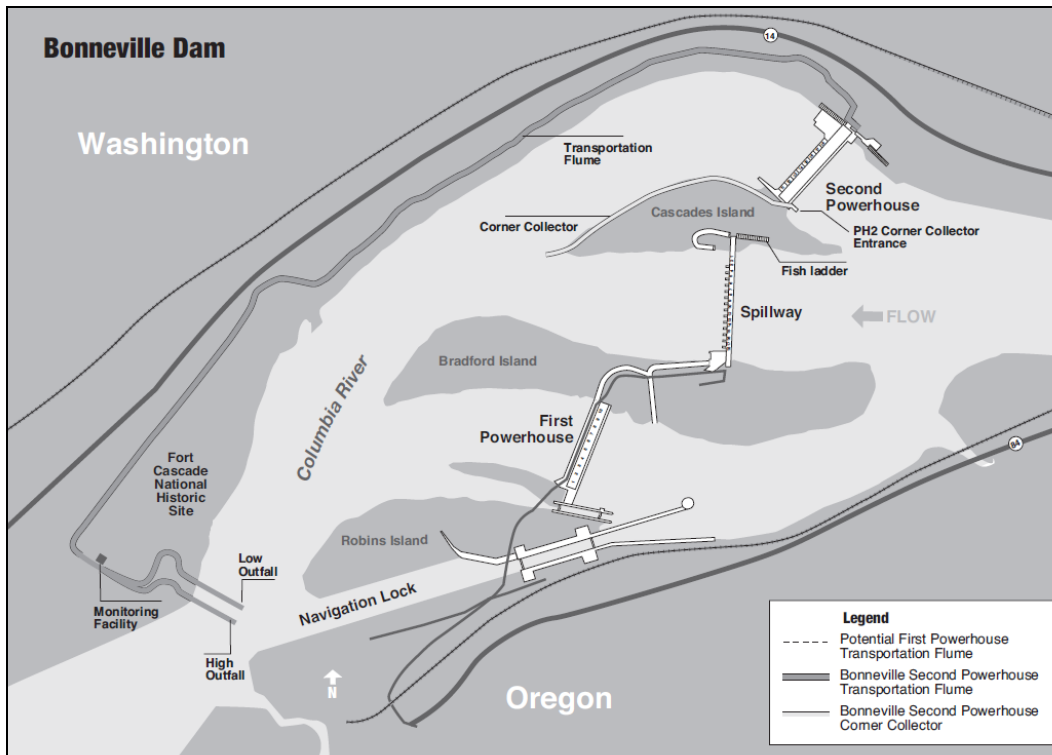 Bonneville Dam
14
Washington
Transportation
Flume
Second
Powerhouse
Cascades Island
Corner Collector
PH2 Corner Collector
Entrance
Fish ladder
Spillway
FLOW
Bradford Island
Columbia River
First
Powerhouse
84
Fort
Cascade
National
Historic
Site
Robins Island
Low
Outfall
Navigation Lock
Monitoring
Facility
High
Outfall
N
Oregon
Legend
Potential First Powerhouse
Transportation Flume
Bonneville Second Powerhouse
Transportation Flume
Bonneville Second Powerhouse
Corner Collector